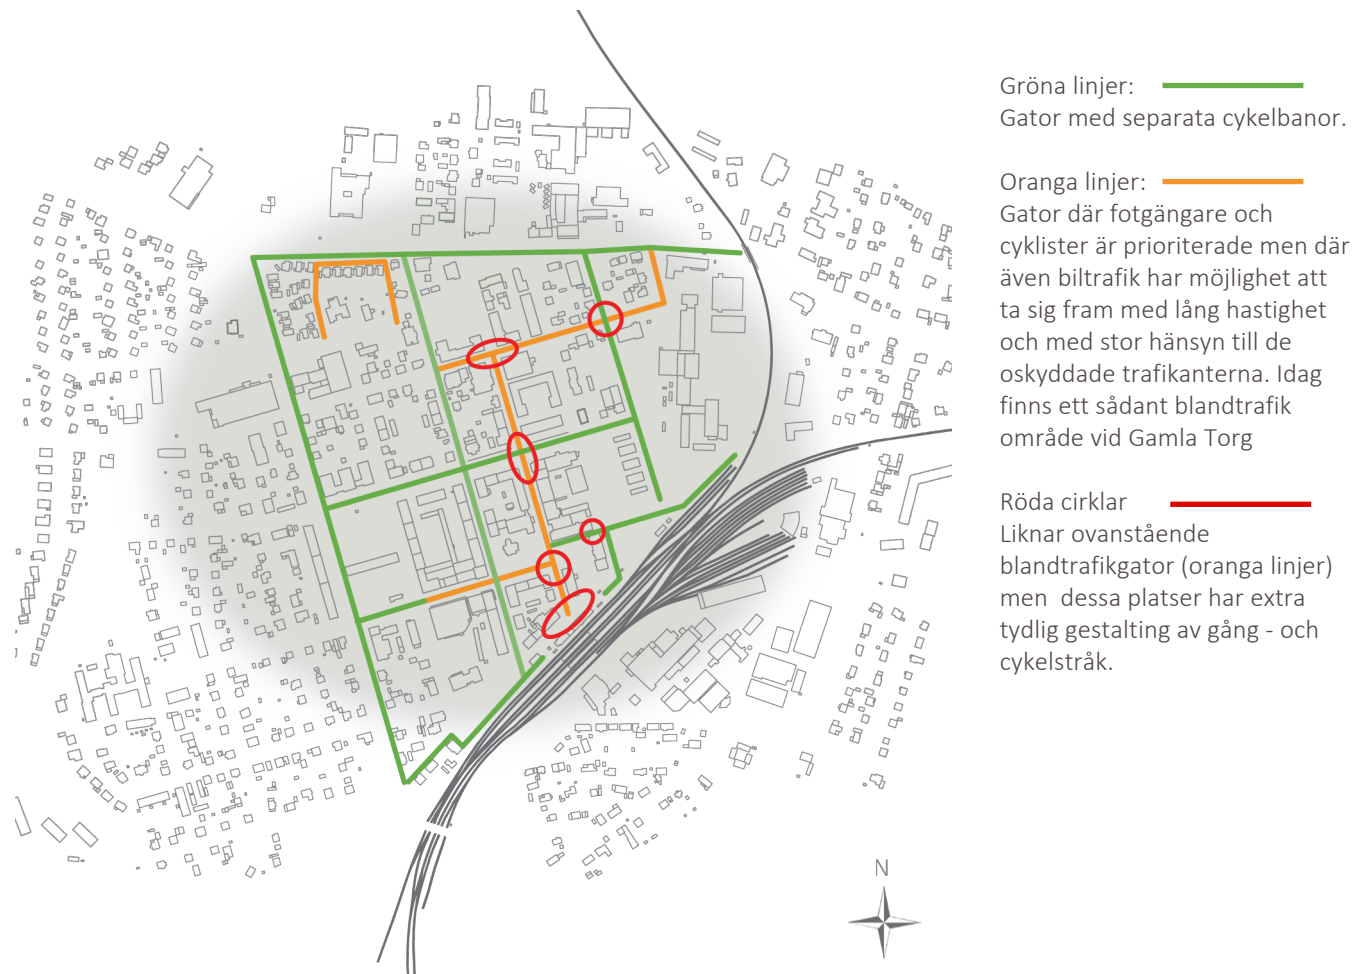 Gröna linjer:
Gator med separata cykelbanor.
Oranga linjer:
Gator där fotgängare och
cyklister är prioriterade men där
även biltrafik har möjlighet att
ta sig fram med lång hastighet
och med stor hänsyn till de
oskyddade trafikanterna. Idag
finns ett sådant blandtrafik
område vid Gamla Torg
Röda cirklar
Liknar ovanstående
blandtrafikgator (oranga linjer)
men dessa platser har extra
tydlig gestalting av gång - och
cykelstråk.
N